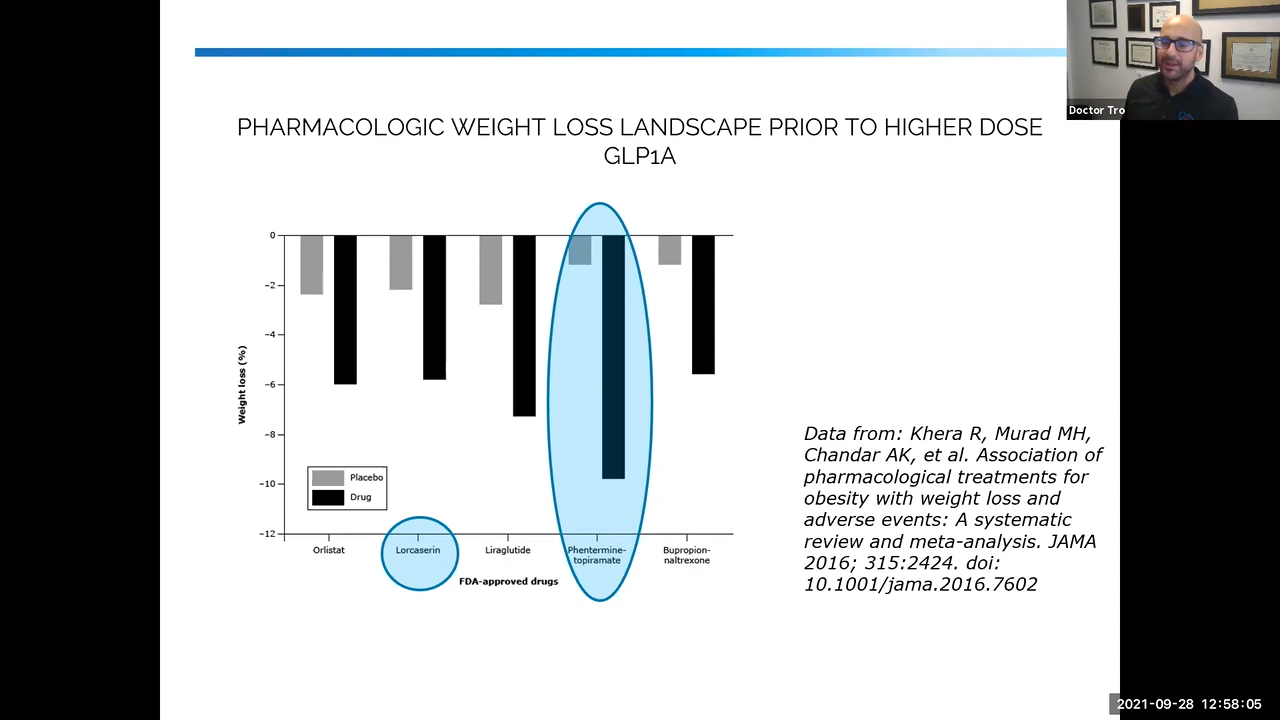 Doctor Tro
PHARMACOLOGIC WEIGHT LOSS LANDSCAPE PRIOR TO HIGHER DOSE
GLP1A
Weight loss (%)
0
−2
−4
−6
−8
−10
−12
Placebo
Drug
Orlistat
Lorcaserin
Liraglutide
Phentermine-
topiramate
Bupropion-
naltrexone
FDA-approved drugs
Data from: Khera R, Murad MH,
Chandar AK, et al. Association of
pharmacological treatments for
obesity with weight loss and
adverse events: A systematic
review and meta-analysis. JAMA
2016; 315:2424. doi:
10.1001/jama.2016.7602
2021-09-28 12:58:05